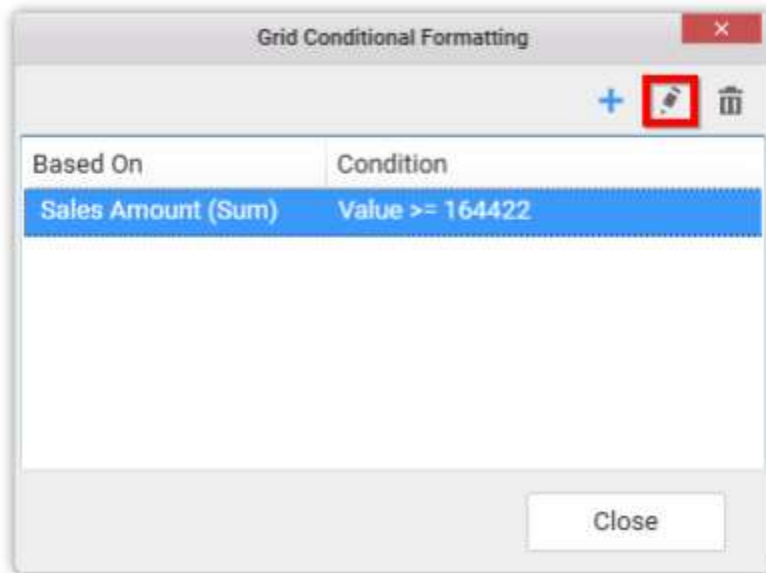 Grid Conditional Formatting
Based On Condition
Sales Amount (Sum) Value >= 164422
Close